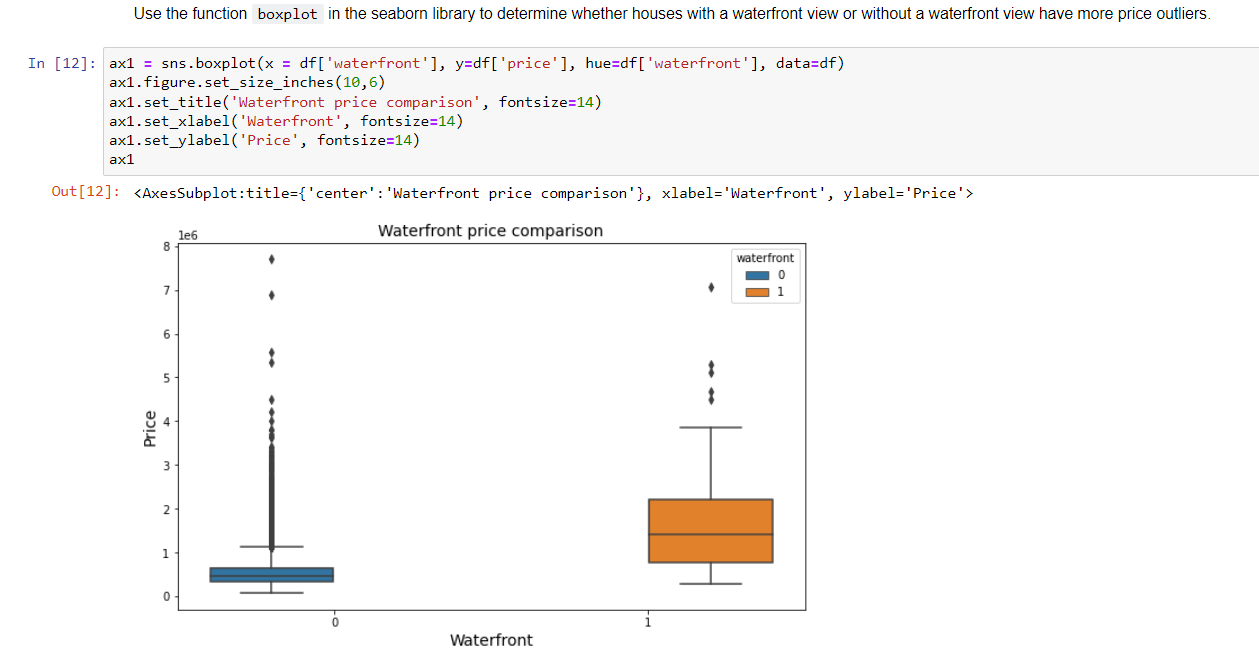 Use the function boxplot in the seaborn library to determine whether houses with a waterfront view or without a waterfront view have more price outliers.
In [12]: ax1 = sns.boxplot(x = df['waterfront'], y=df['price'], hue=df['waterfront'], data=df)
ax1.figure.set_size_inches(10,6)
ax1.set_title('Waterfront price comparison', fontsize=14)
ax1.set_xlabel('Waterfront', fontsize=14)
ax1.set_ylabel('Price', fontsize=14)
ax1
Out[12]: <AxesSubplot:title={'center':'Waterfront price comparison'}, xlabel='Waterfront', ylabel='Price'>
Waterfront price comparison
1e6
8
7
6
5
4
3
2
1
0
Price
waterfront
0
1
0 1
Waterfront